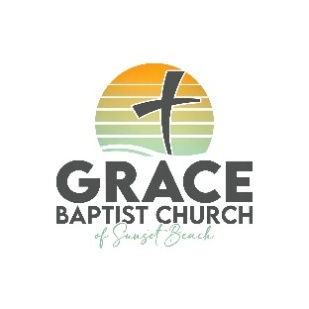 GRACE
BAPTIST CHURCH
of Sunset Beach